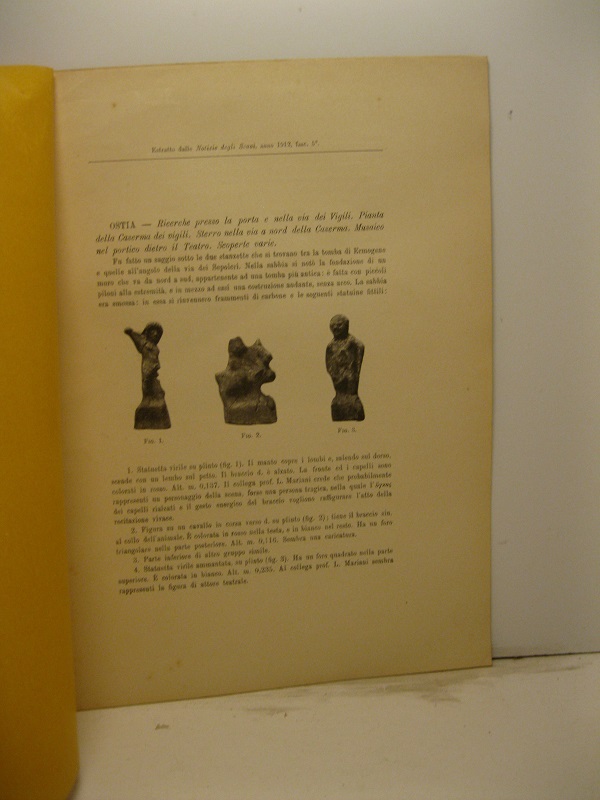 Estratto dalle Notizie degli Scavi, anno 1912, fasc. 5°.
OSTIA — Ricerche presso la porta e nella via dei Vigili. Pianta
della Caserma dei vigili. Sterro nella via a nord della Caserma. Musaico
nel portico dietro il Teatro. Scoperte varie.
Fu fatto un saggio sotto le due stanzette che si trovano tra la tomba di Ermogene
e quella all'angolo della via dei Sepolcri. Nella sabbia si notò la fondazione di un
muro che va da nord a sud, appartenente ad una tomba più antica: è fatta con piccoli
piloni alla estremità, e in mezzo ad essi una costruzione andante, senza arco. La sabbia
era smossa: in essa si rinvennero frammenti di carbone e le seguenti statuine fittili:
Fig. 1.
Fig. 2.
Fig. 3.
1. Statuetta virile su plinto (fig. 1). Il manto sopra i lombi e, salendo sul dorso,
scende con un lembo sul petto. Il braccio d. è alzato. La fronte ed i capelli sono
colorati in rosso. Alt. m. 0,137. Il collega prof. L. Mariani crede che probabilmente
rappresenti un personaggio della scena, forse una persona tragica, nella quale l'ὄγκος
dei capelli rialzati e il gesto energico del braccio vogliono raffigurare l'atto della
recitazione vivace.
2. Figura su un cavallo in corsa verso d. su plinto (fig. 2); tiene il braccio sin.
al collo dell'animale. È colorata in rosso nella testa, e in bianco nel resto. Ha un foro
triangolare nella parte posteriore. Alt. m. 0,116. Sembra una caricatura.
3. Parte inferiore di altro gruppo simile.
4. Statuetta virile ammantata, su plinto (fig. 3). Ha un foro quadrato nella parte
superiore. È colorata in bianco. Alt. m. 0,235. Al collega prof. L. Mariani sembra
rappresenti la figura di attore teatrale.